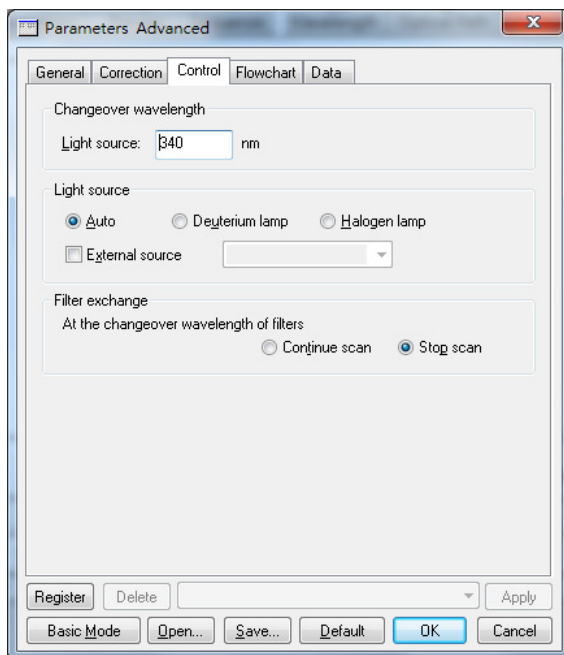 Parameters Advanced
General Correction Control Flowchart Data
Changeover wavelength
Light source: 340 nm
Light source
Auto Deuterium lamp Halogen lamp
External source
Filter exchange
At the changeover wavelength of filters
Continue scan Stop scan
Register Delete Apply
Basic Mode Open... Save... Default OK Cancel